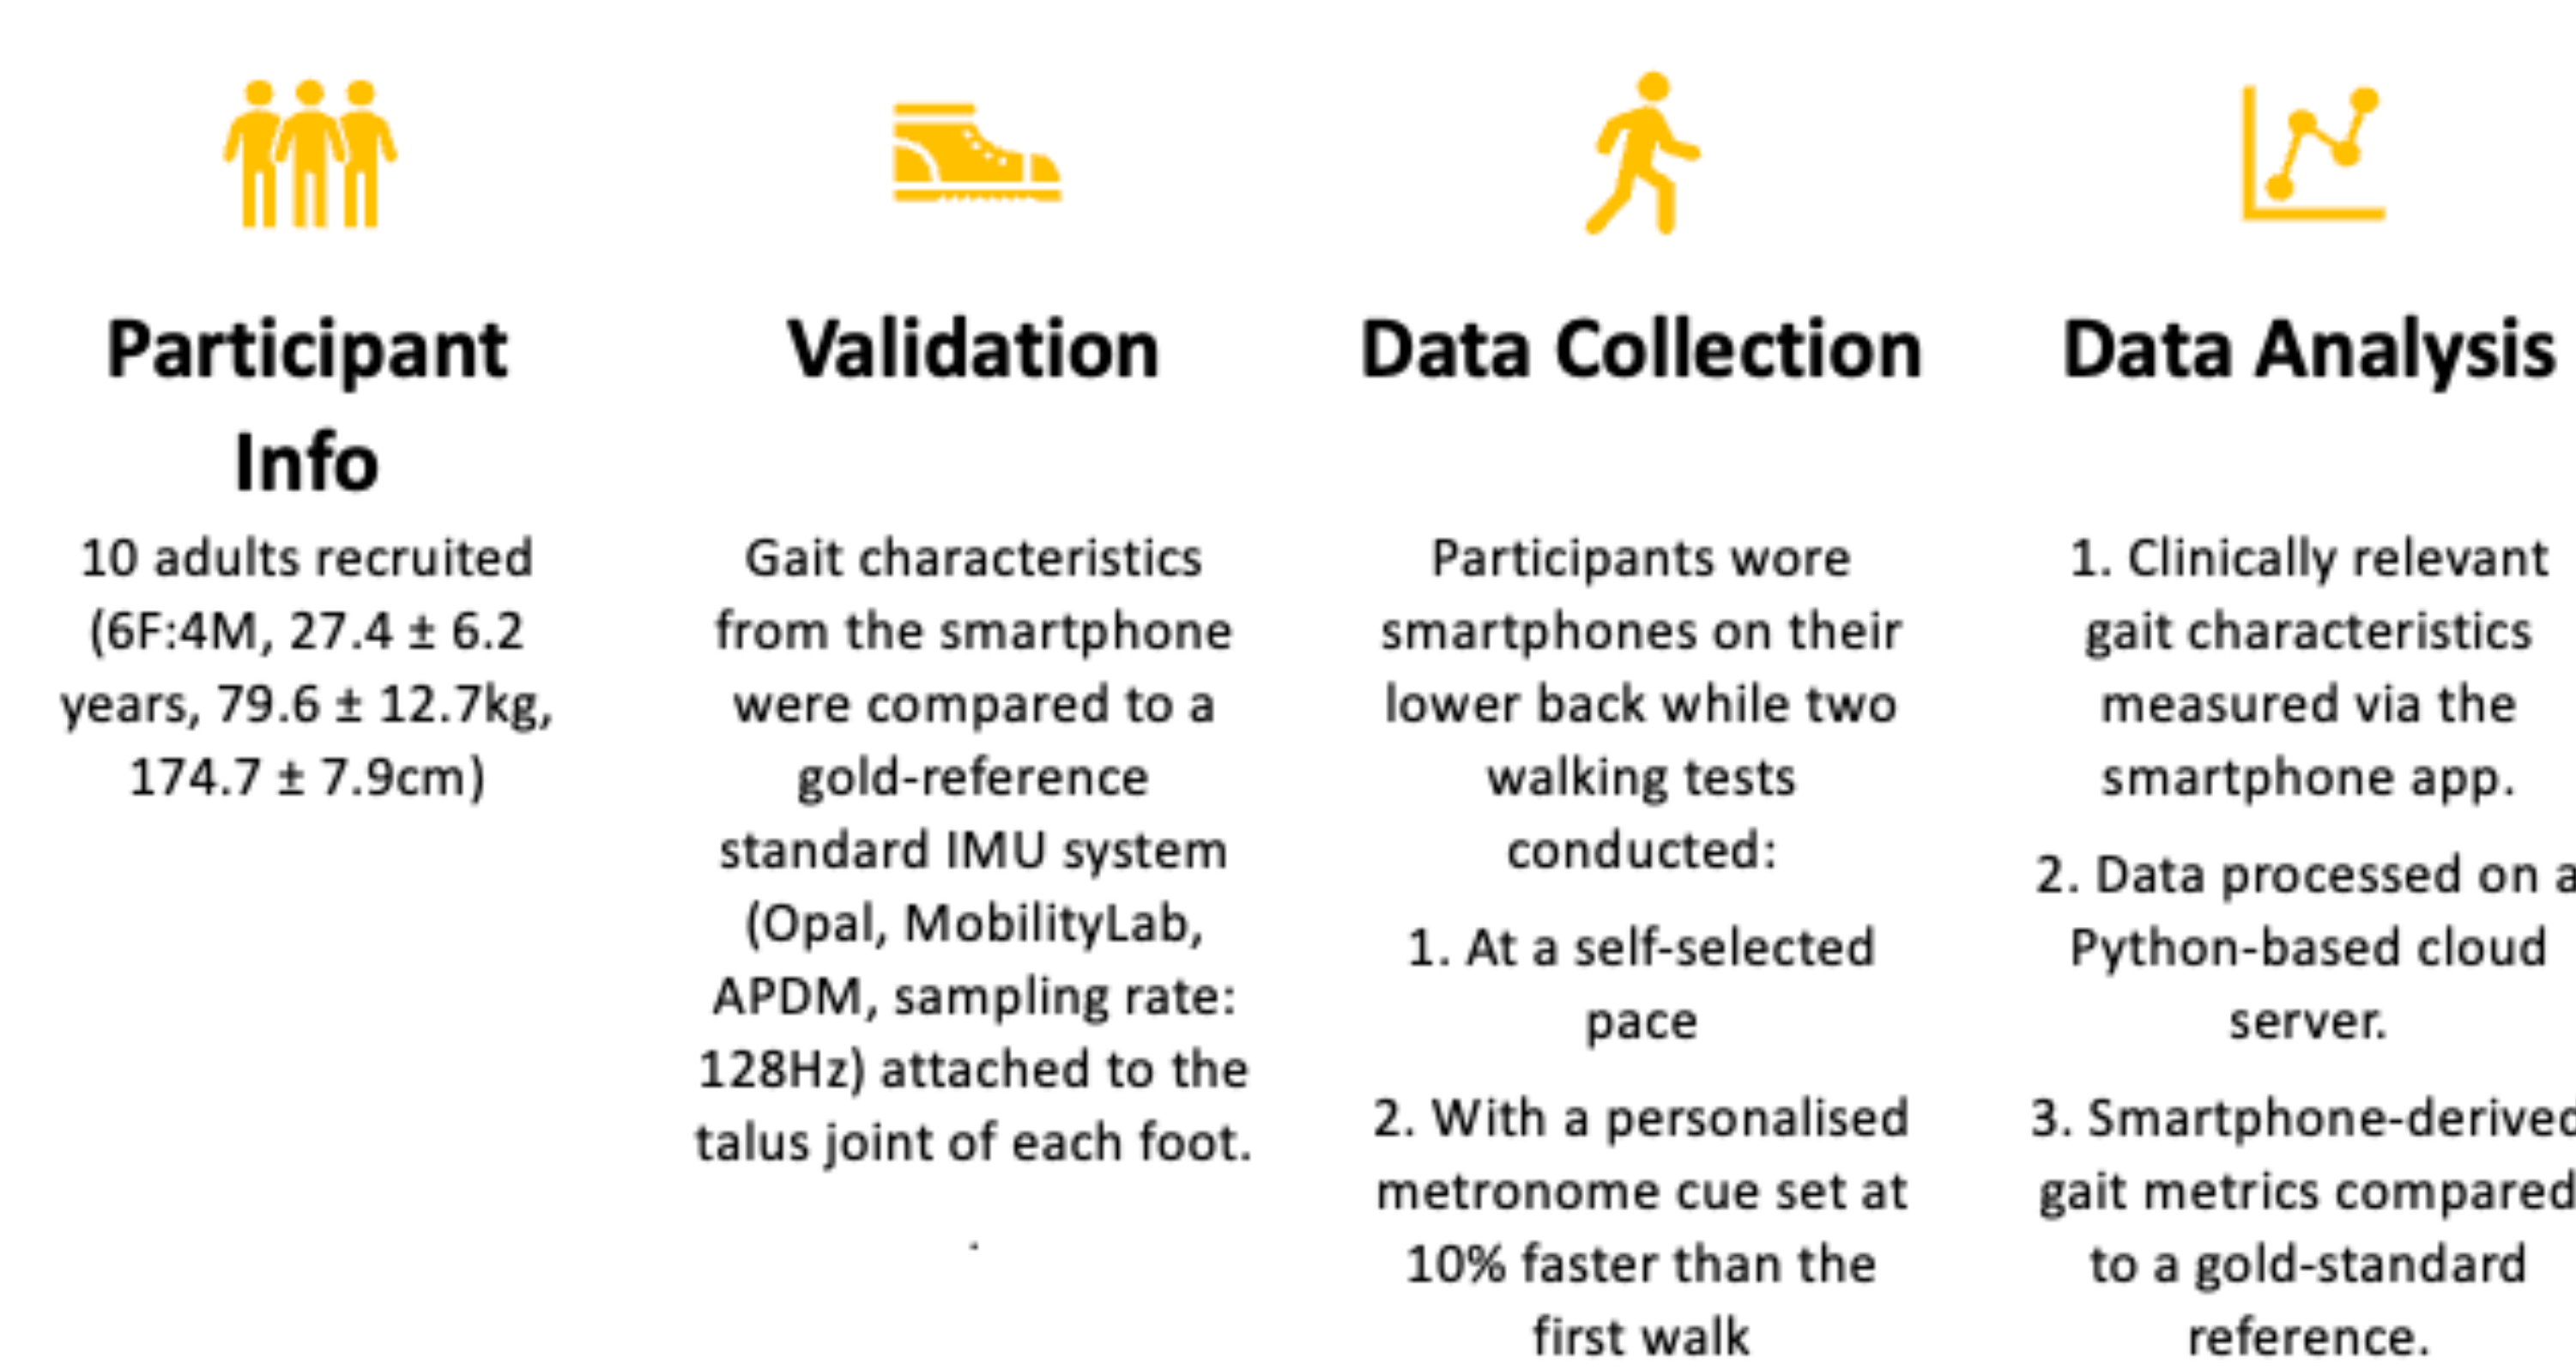 Participant
Info
10 adults recruited
(6F:4M, 27.4 ± 6.2
years, 79.6 ± 12.7kg,
174.7 ± 7.9cm)
Validation
Gait characteristics
from the smartphone
were compared to a
gold-reference
standard IMU system
(Opal, MobilityLab,
APDM, sampling rate:
128Hz) attached to the
talus joint of each foot.
.
Data Collection
Participants wore
smartphones on their
lower back while two
walking tests
conducted:
1. At a self-selected
pace
2. With a personalised
metronome cue set at
10% faster than the
first walk
Data Analysis
1. Clinically relevant
gait characteristics
measured via the
smartphone app.
2. Data processed on a
Python-based cloud
server.
3. Smartphone-derived
gait metrics compared
to a gold-standard
reference.